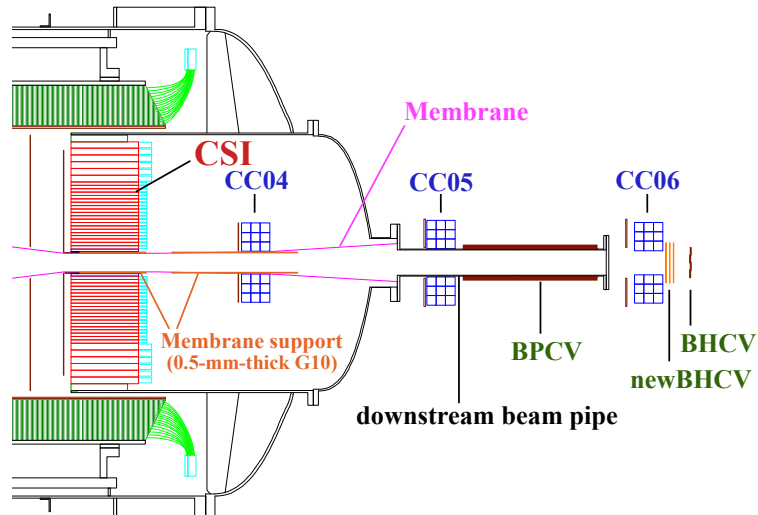 Membrane
CSI
CC04
CC05
CC06
Membrane support
(0.5-mm-thick G10)
BPCV
BHCV
newBHCV
downstream beam pipe